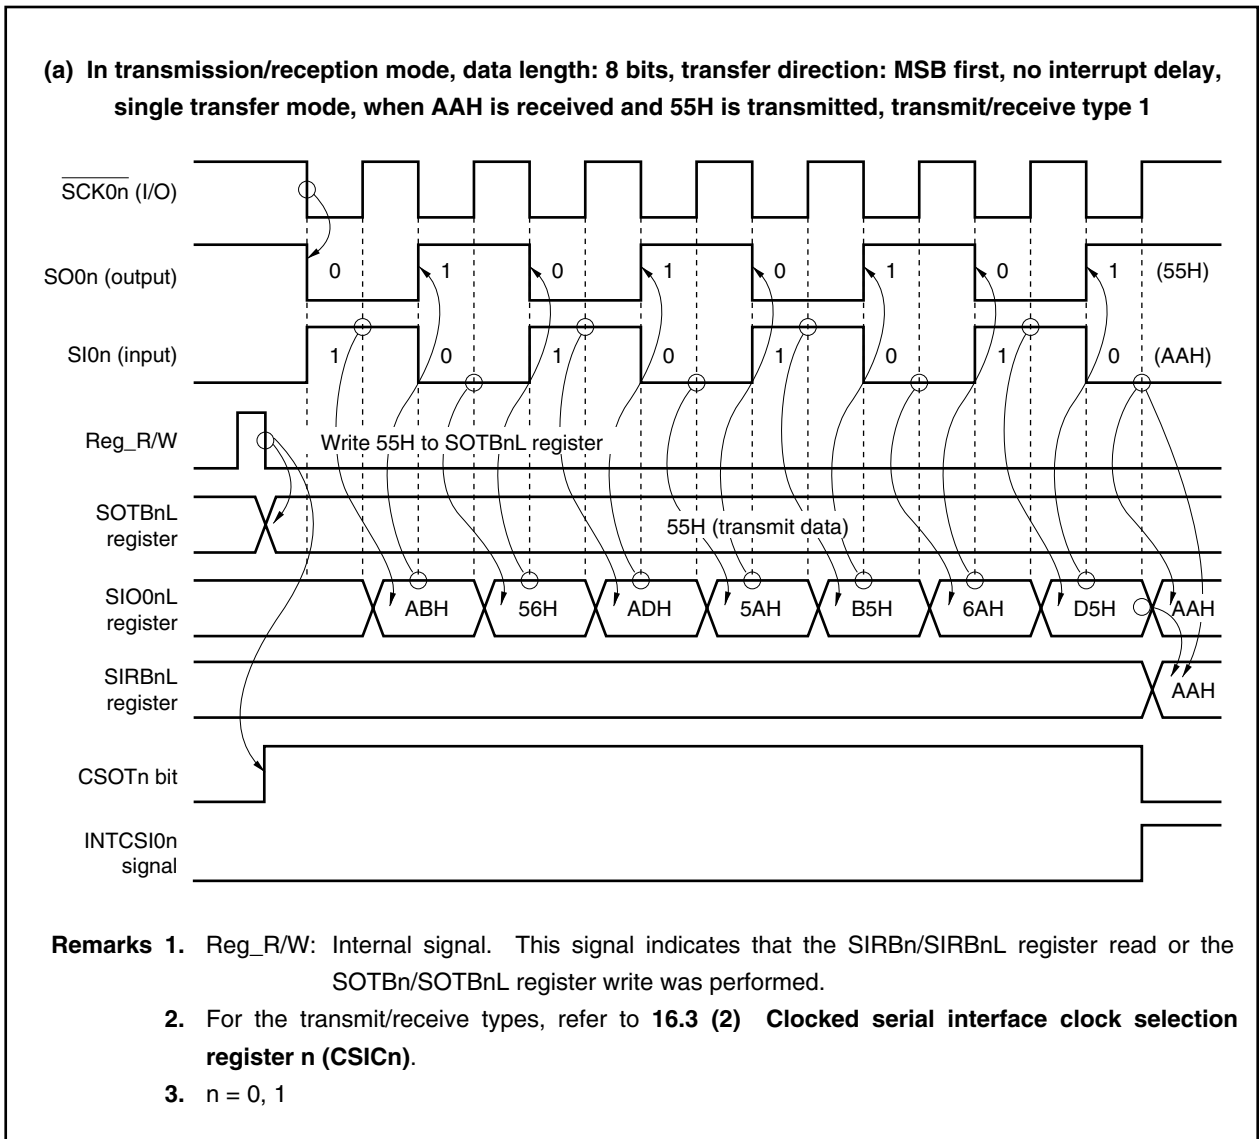 (a) In transmission/reception mode, data length: 8 bits, transfer direction: MSB first, no interrupt delay,
single transfer mode, when AAH is received and 55H is transmitted, transmit/receive type 1
SCK0n (I/O)
SO0n (output)
0 1 0 1 0 1 0 1 (55H)
SI0n (input)
1 0 1 0 1 0 1 0 (AAH)
Reg_R/W
Write 55H to SOTBnL register
SOTBnL
register
55H (transmit data)
SIO0nL
register
ABH 56H ADH 5AH B5H 6AH D5H AAH
SIRBnL
register
AAH
CSOTn bit
INTCSI0n
signal
Remarks 1. Reg_R/W: Internal signal. This signal indicates that the SIRBn/SIRBnL register read or the
SOTBn/SOTBnL register write was performed.
2. For the transmit/receive types, refer to 16.3 (2) Clocked serial interface clock selection
register n (CSICn).
3. n = 0, 1